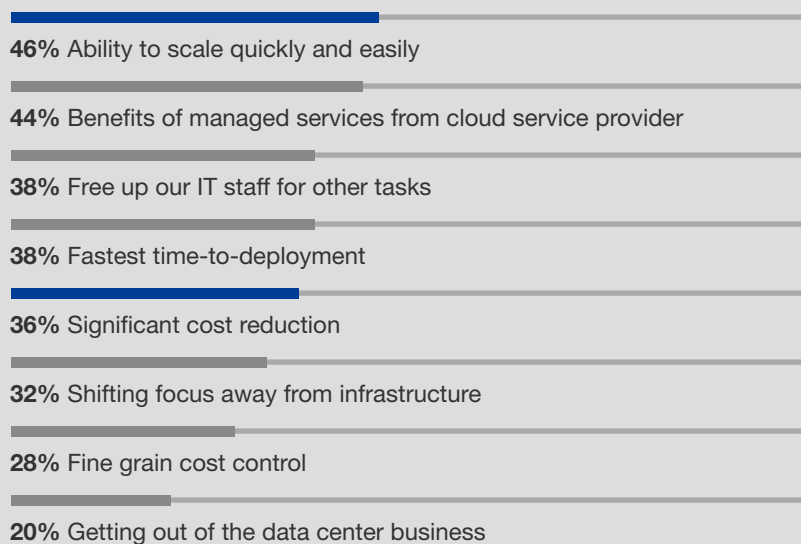 46% Ability to scale quickly and easily
44% Benefits of managed services from cloud service provider
38% Free up our IT staff for other tasks
38% Fastest time-to-deployment
36% Significant cost reduction
32% Shifting focus away from infrastructure
28% Fine grain cost control
20% Getting out of the data center business